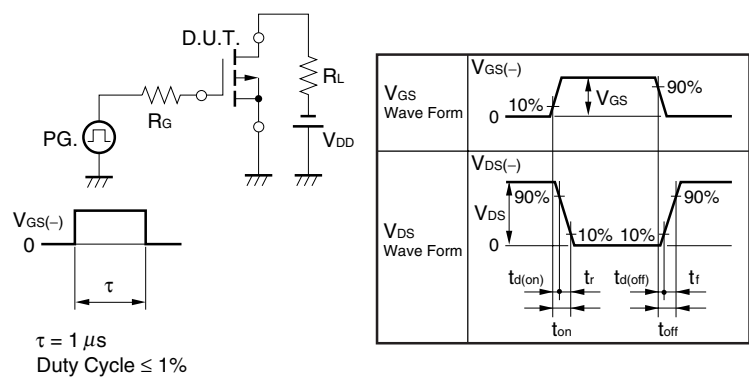 D.U.T.
RL
RG
PG.
VDD
VGS(−)
0
τ
τ = 1 μs
Duty Cycle ≤ 1%
VGS
Wave Form
VGS(−)
10%
0
VGS
90%
VDS
Wave Form
VDS(−)
90%
VDS
0
10%
10%
90%
td(on)
tr
td(off)
tf
ton
toff